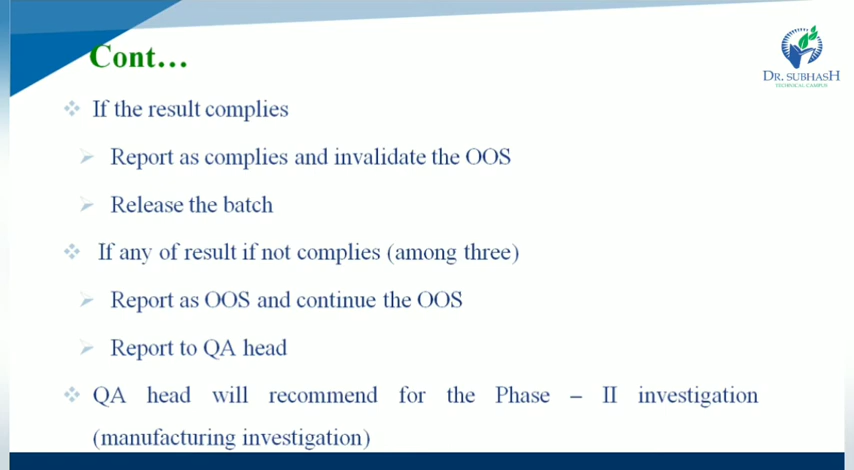 Cont...
DR. SUBHASH
TECHNICAL CAMPUS
If the result complies
Report as complies and invalidate the OOS
Release the batch
If any of result if not complies (among three)
Report as OOS and continue the OOS
Report to QA head
QA head will recommend for the Phase – II investigation
(manufacturing investigation)